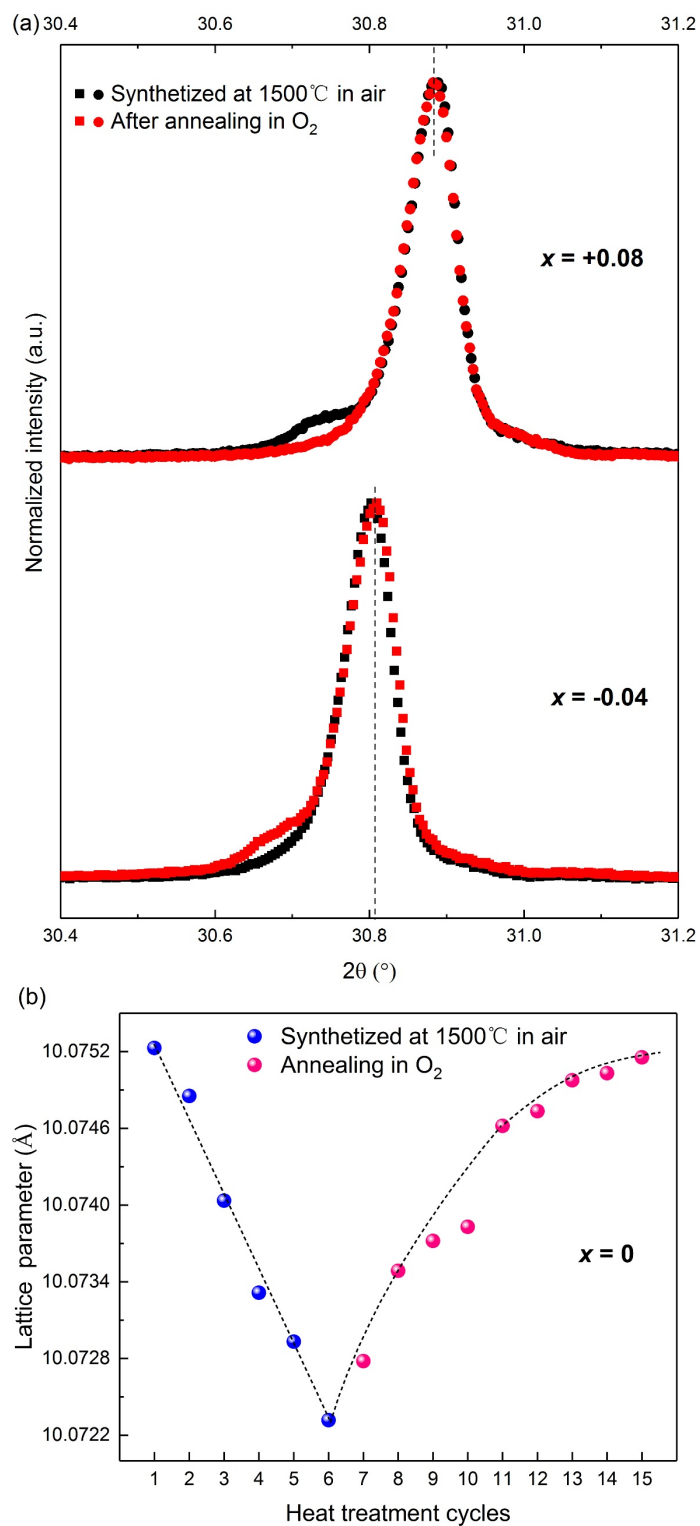 (a)
30.4 30.6 30.8 31.0 31.2
Synthetized at 1500℃ in air
After annealing in O₂
x = +0.08
Normalized intensity (a.u.)
x = -0.04
30.4 30.6 30.8 31.0 31.2
2θ (°)
(b)
Synthetized at 1500℃ in air
Annealing in O₂
10.0752
10.0746
10.0740
10.0734
10.0728
10.0722
Lattice parameter (Å)
x = 0
1 2 3 4 5 6 7 8 9 10 11 12 13 14 15
Heat treatment cycles